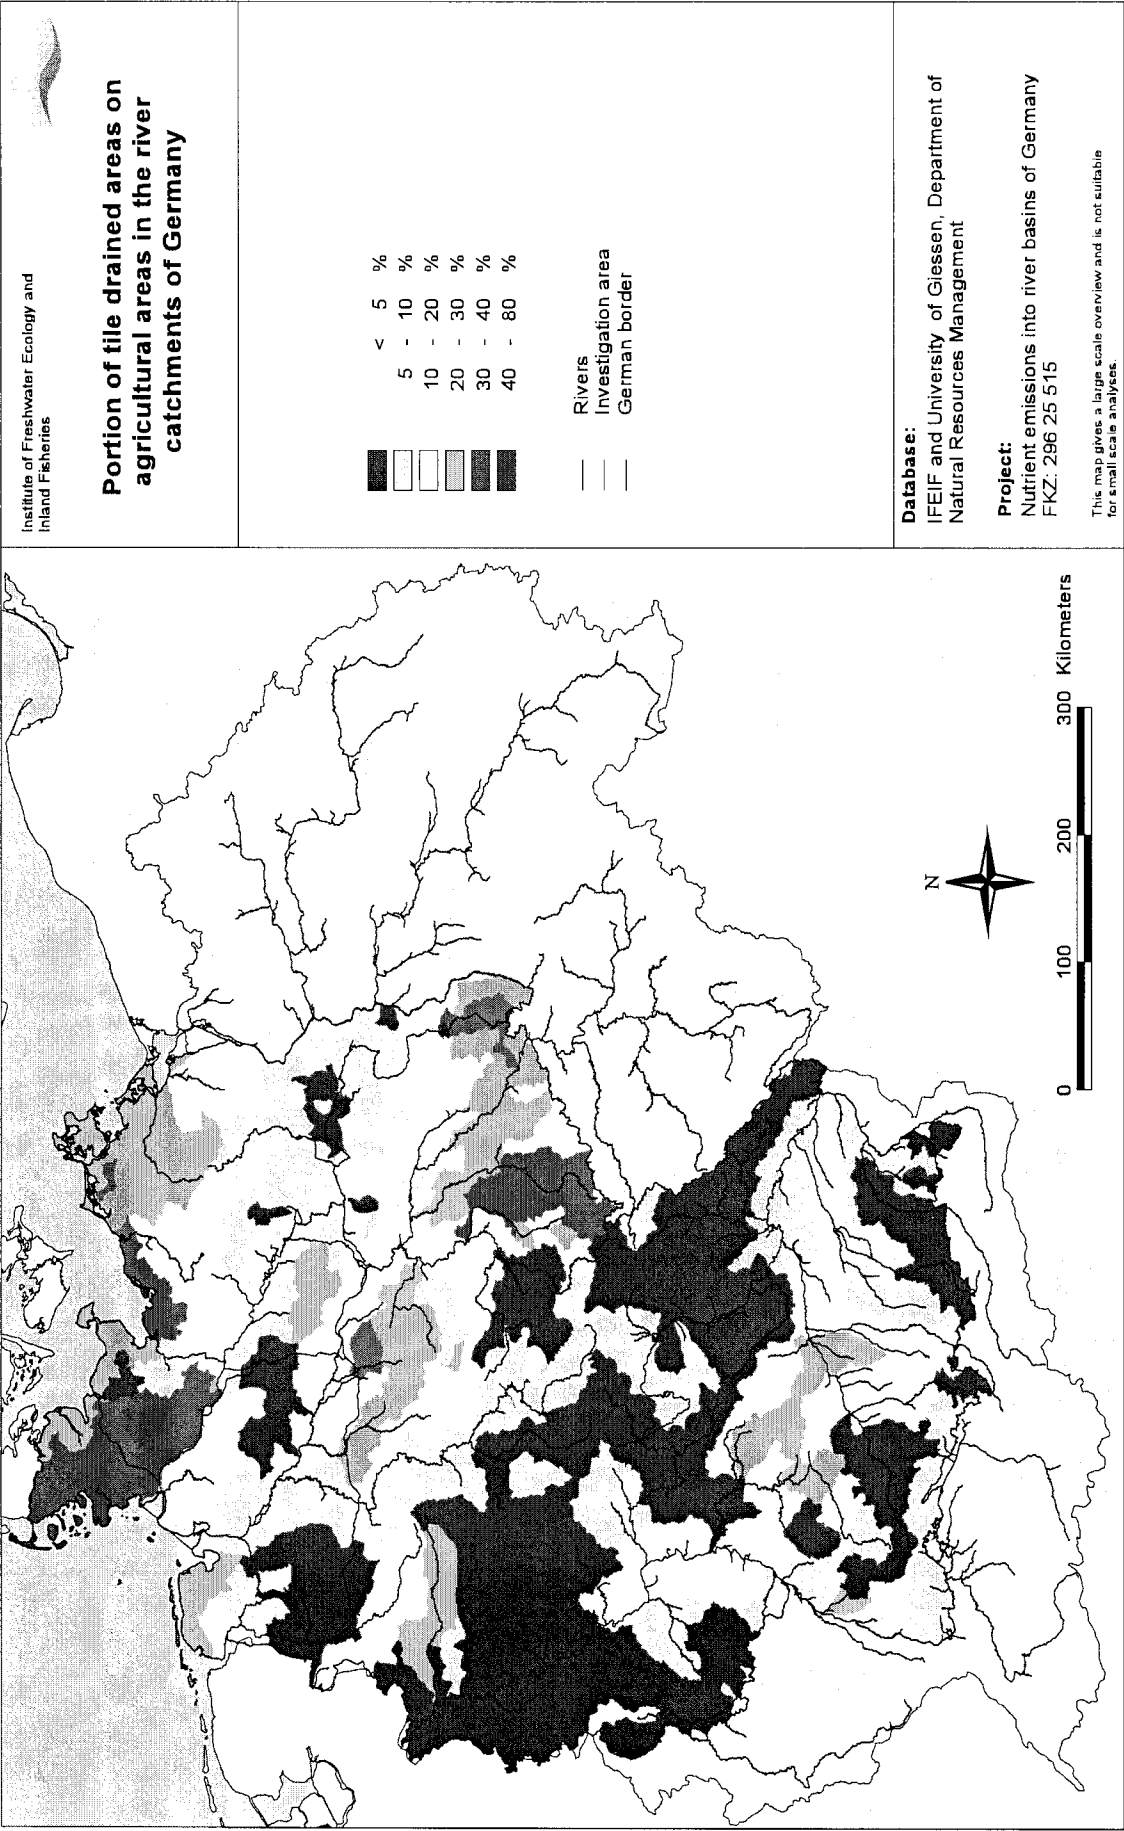 Institute of Freshwater Ecology and
Inland Fisheries
Portion of tile drained areas on
agricultural areas in the river
catchments of Germany
< 5 %
5 - 10 %
10 - 20 %
20 - 30 %
30 - 40 %
40 - 80 %
Rivers
Investigation area
German border
Database:
IFEIF and University of Giessen, Department of
Natural Resources Management
Project:
Nutrient emissions into river basins of Germany
FKZ: 296 25 515
This map gives a large scale overview and is not suitable
for small scale analyses.
N
0 100 200 300 Kilometers